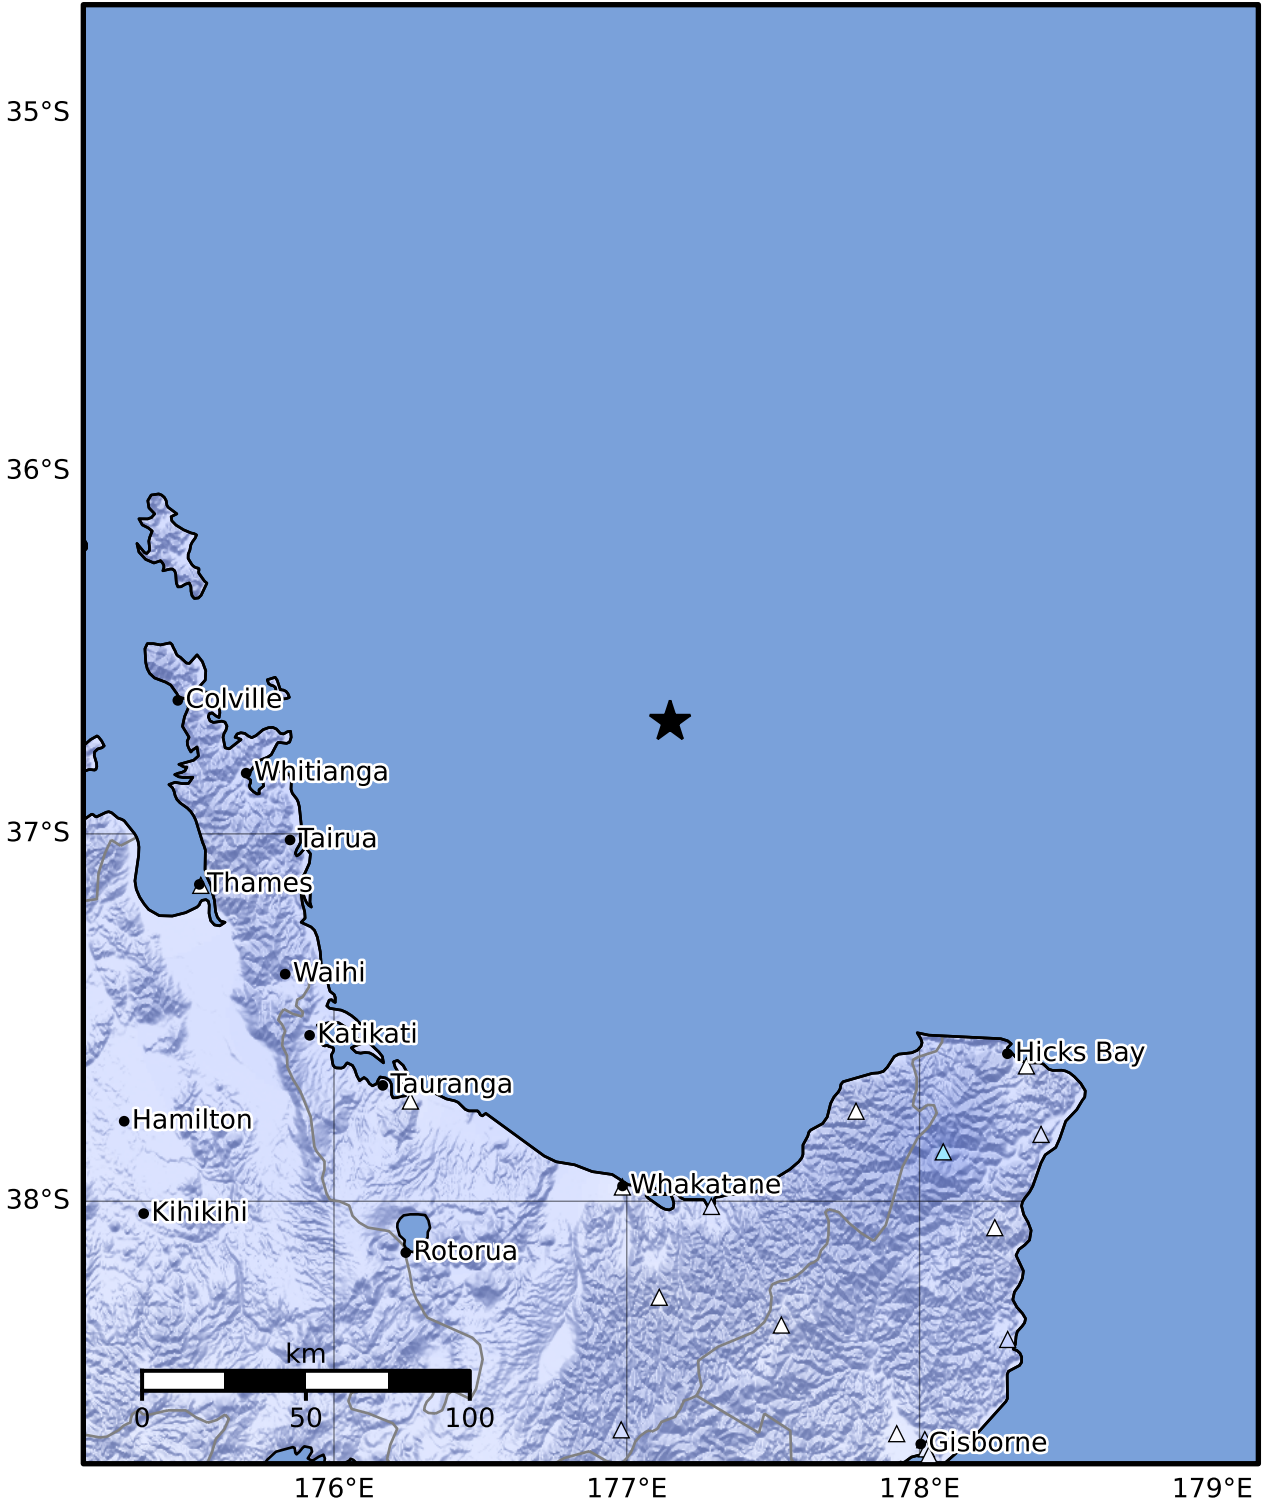 35°S
36°S
Colville
Whitianga
37°S
Tairua
Thames
Waihi
Katikati
Hicks Bay
Tauranga
Hamilton
Whakatane
38°S
Kihikihi
Rotorua
km
0 50 100
Gisborne
176°E 177°E 178°E 179°E